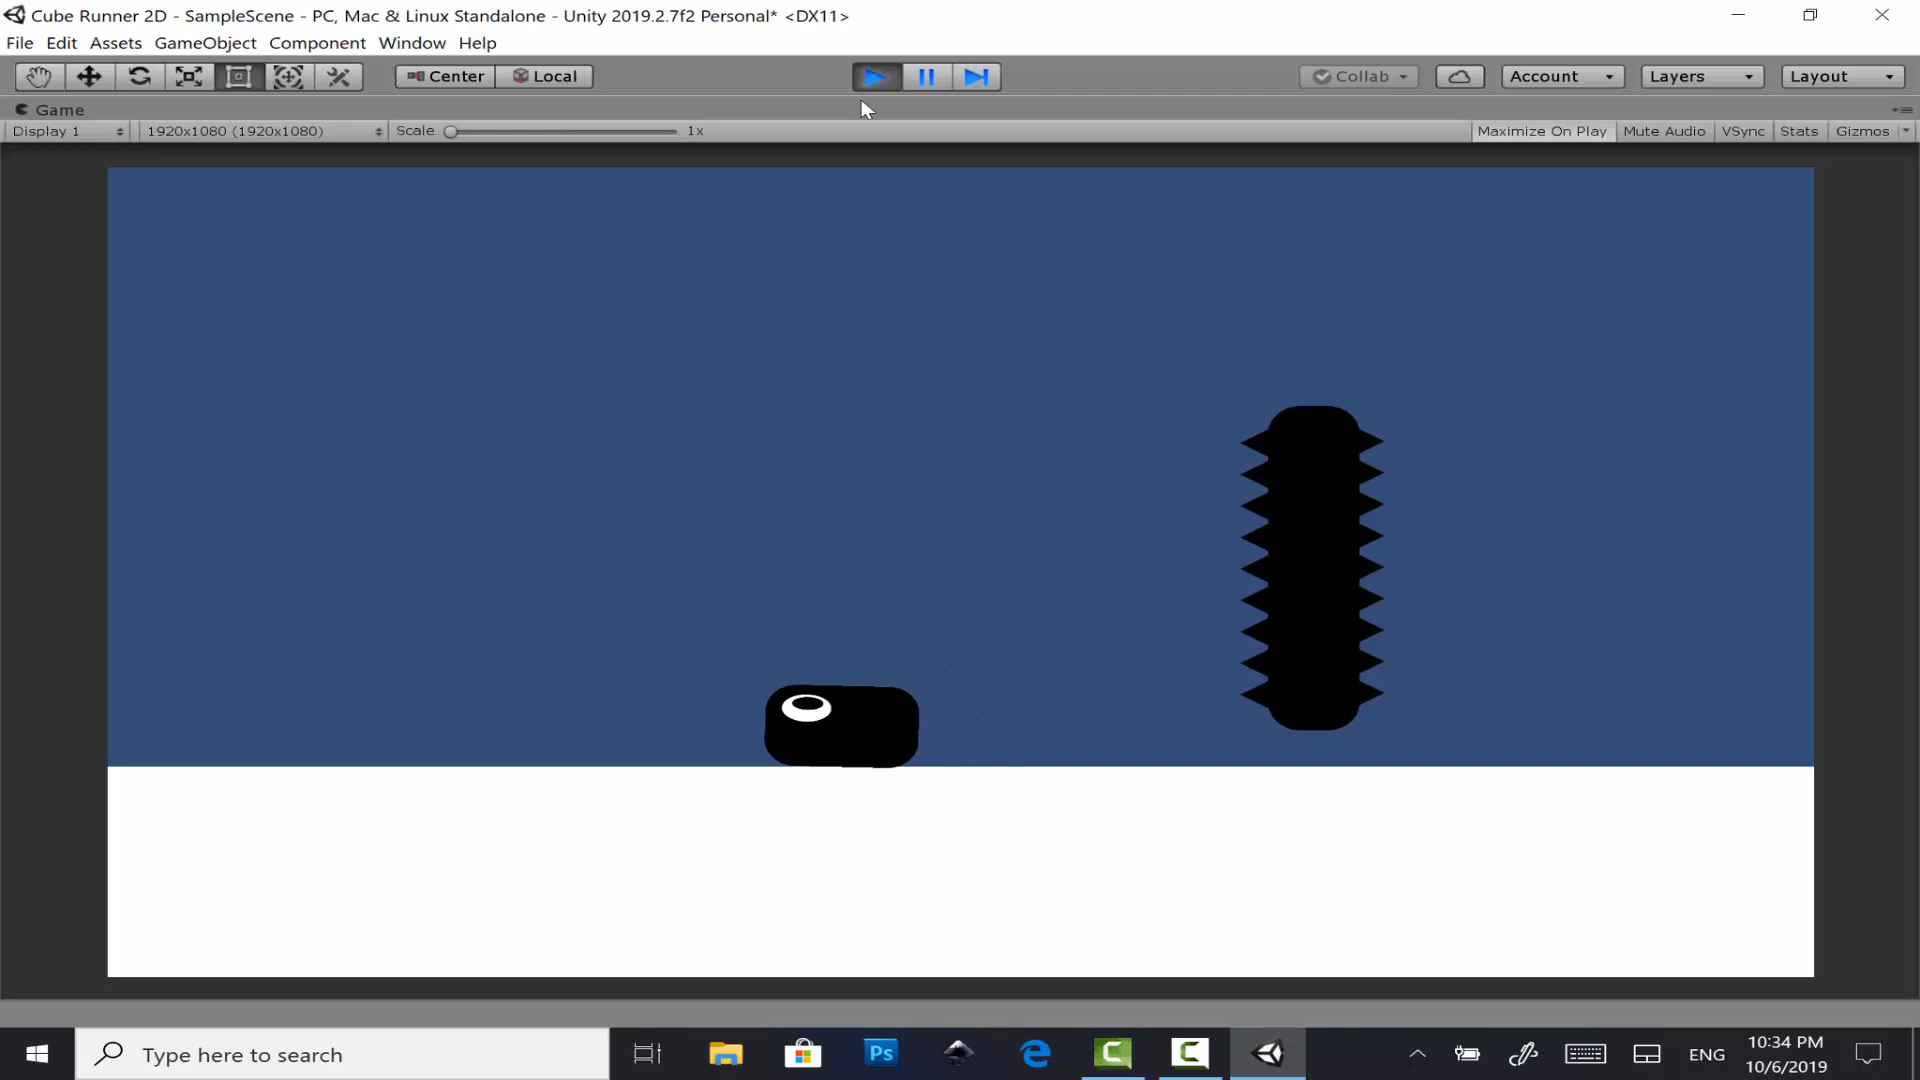 Cube Runner 2D - SampleScene - PC, Mac & Linux Standalone - Unity 2019.2.7f2 Personal* <DX11>
File Edit Assets GameObject Component Window Help
Center Local Collab Account Layers Layout
Game
Display 1 1920x1080 (1920x1080) Scale 1x Maximize On Play Mute Audio VSync Stats Gizmos
Type here to search Ps ENG 10:34 PM
10/6/2019